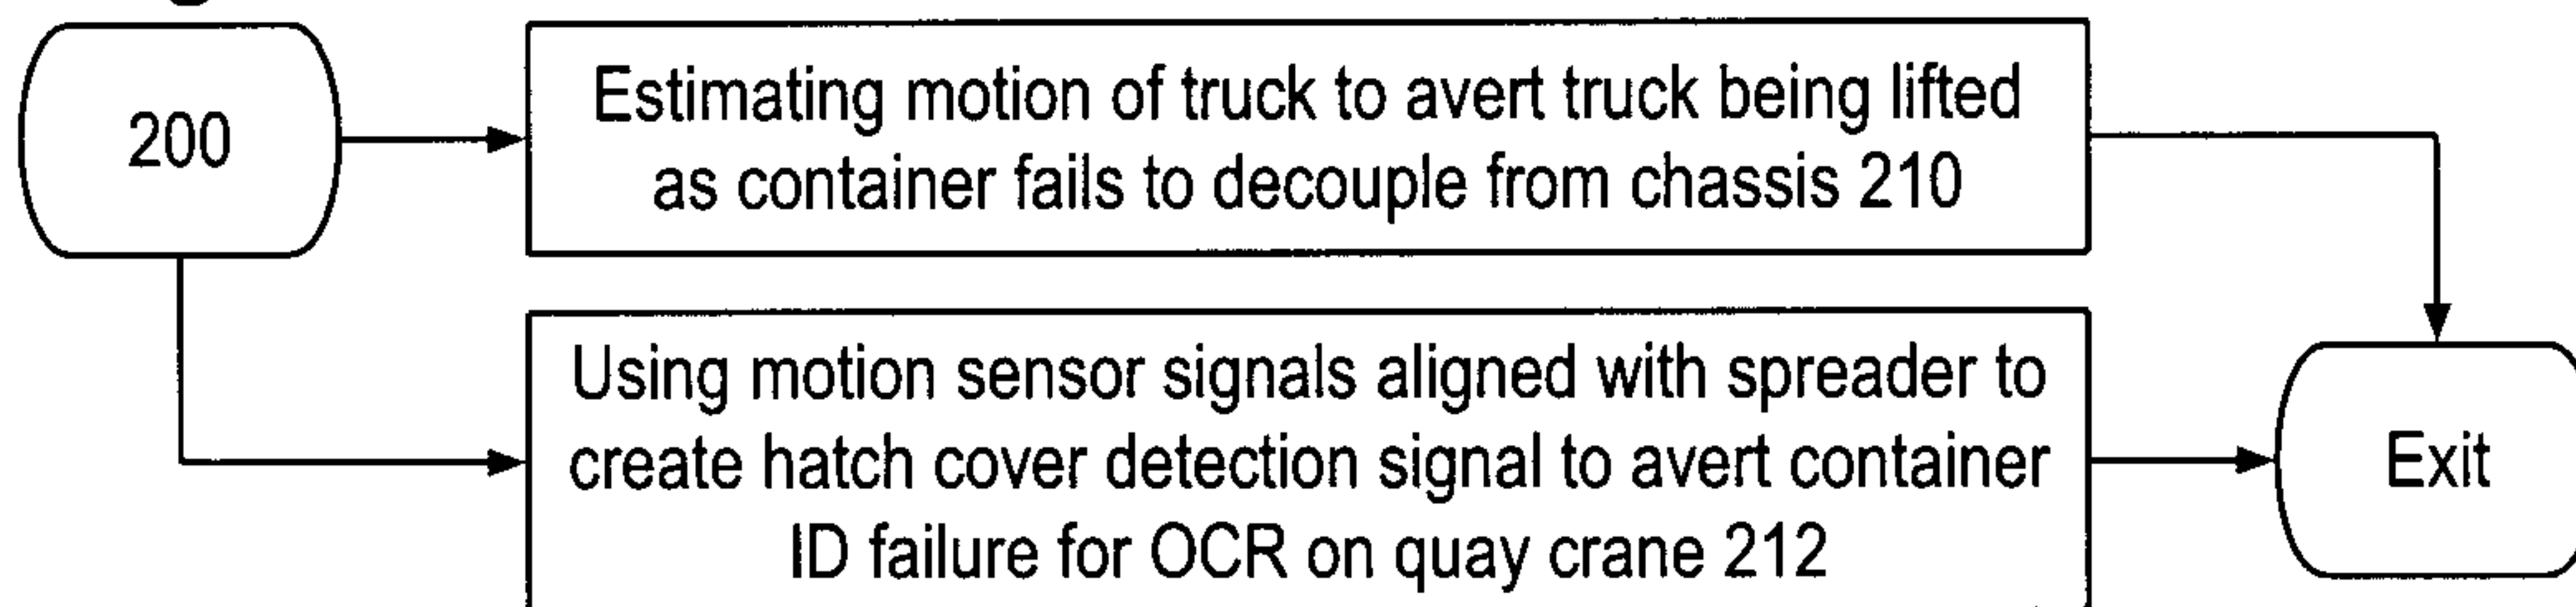 200
Estimating motion of truck to avert truck being lifted
as container fails to decouple from chassis 210
Using motion sensor signals aligned with spreader to
create hatch cover detection signal to avert container
ID failure for OCR on quay crane 212
Exit